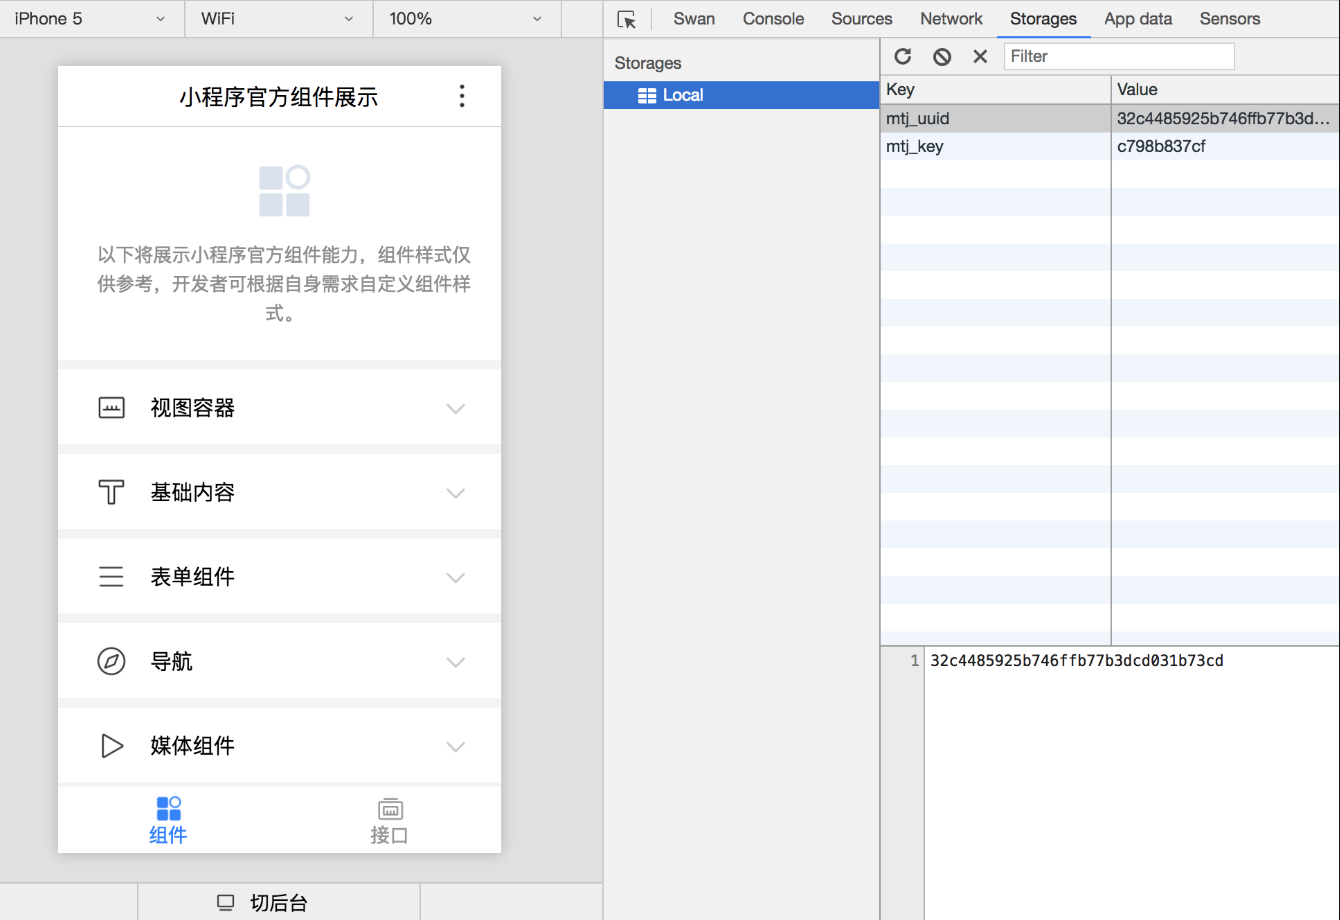 iPhone 5
WiFi
100%
Swan
Console
Sources
Network
Storages
App data
Sensors
小程序官方组件展示
以下将展示小程序官方组件能力，组件样式仅
供参考，开发者可根据自身需求自定义组件样
式。
视图容器
基础内容
表单组件
导航
媒体组件
组件
接口
切后台
Storages
Local
Filter
Key
Value
mtj_uuid
32c4485925b746ffb77b3d...
mtj_key
c798b837cf
1
32c4485925b746ffb77b3dcd031b73cd